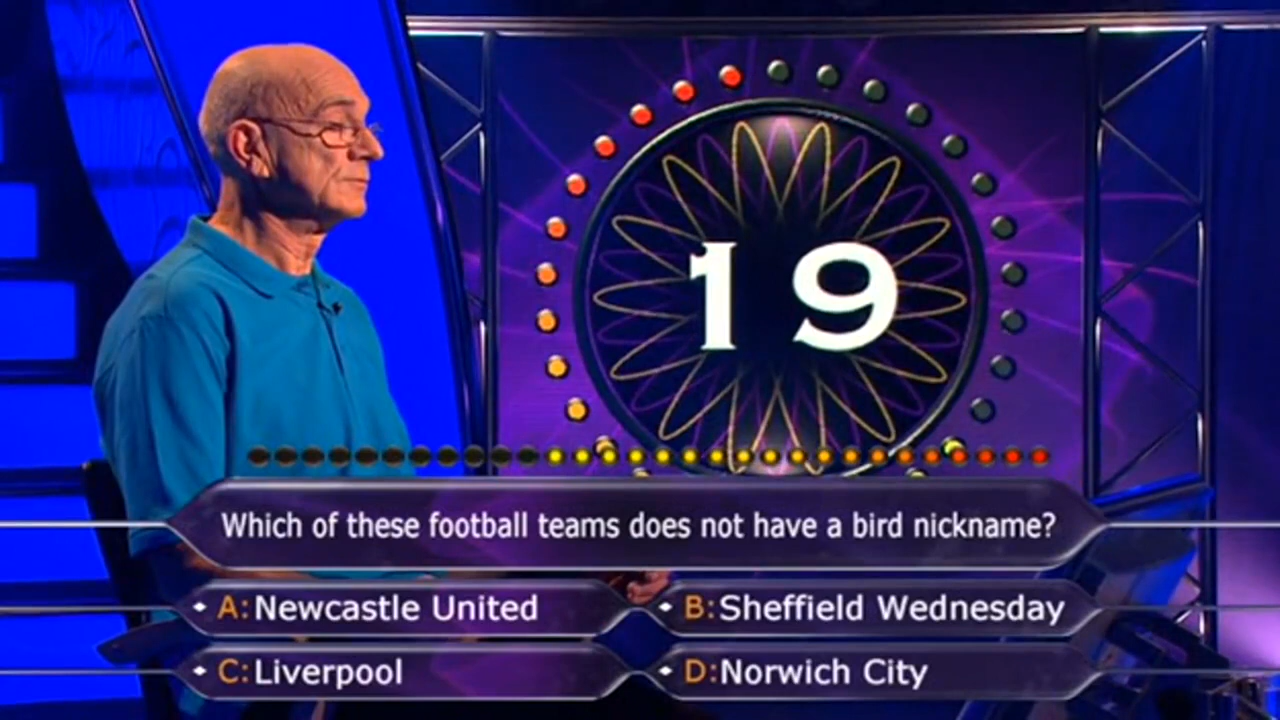 19
Which of these football teams does not have a bird nickname?
A: Newcastle United
B: Sheffield Wednesday
C: Liverpool
D: Norwich City